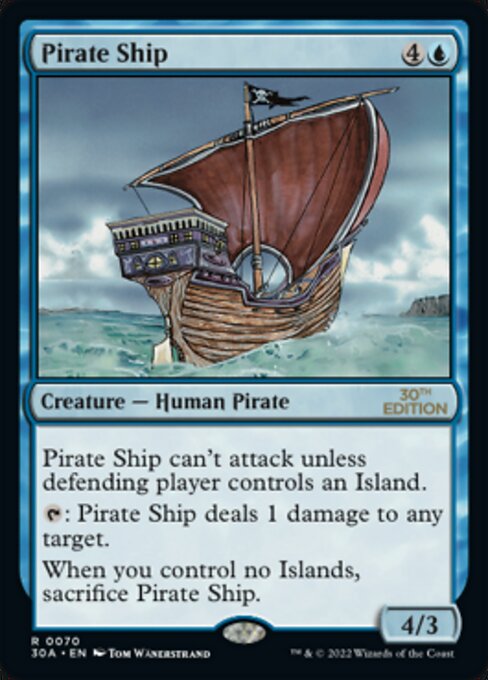 Pirate Ship 4
Creature — Human Pirate
30TH
EDITION
Pirate Ship can't attack unless
defending player controls an Island.
: Pirate Ship deals 1 damage to any
target.
When you control no Islands,
sacrifice Pirate Ship.
4/3
R 0070
30A • EN Tom Wänerstrand
™ & © 2022 Wizards of the Coast